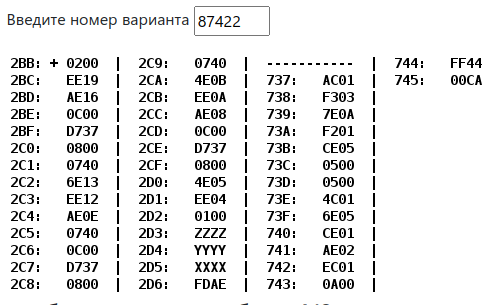 Введите номер варианта 87422
2BB: + 0200 | 2C9: 0740 | ----------- | 744: FF44
2BC: EE19 | 2CA: 4E0B | 737: AC01 | 745: 00CA
2BD: AE16 | 2CB: EE0A | 738: F303 |
2BE: 0C00 | 2CC: AE08 | 739: 7E0A |
2BF: D737 | 2CD: 0C00 | 73A: F201 |
2C0: 0800 | 2CE: D737 | 73B: CE05 |
2C1: 0740 | 2CF: 0800 | 73C: 0500 |
2C2: 6E13 | 2D0: 4E05 | 73D: 0500 |
2C3: EE12 | 2D1: EE04 | 73E: 4C01 |
2C4: AE0E | 2D2: 0100 | 73F: 6E05 |
2C5: 0740 | 2D3: ZZZZ | 740: CE01 |
2C6: 0C00 | 2D4: YYYY | 741: AE02 |
2C7: D737 | 2D5: XXXX | 742: EC01 |
2C8: 0800 | 2D6: FDAE | 743: 0A00 |